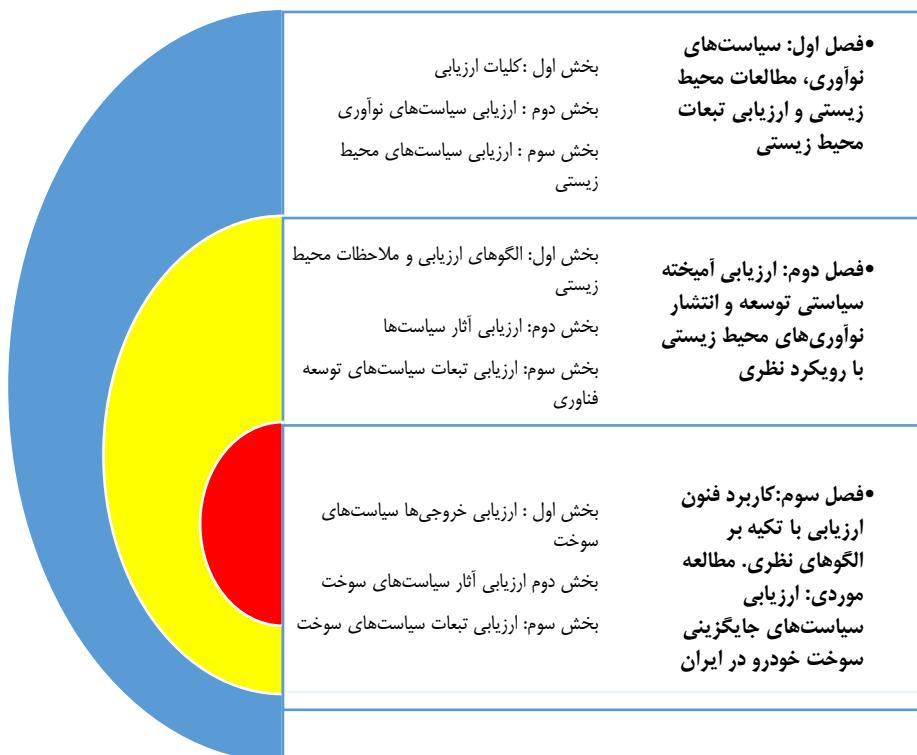 •فصل اول: سیاست‌های
نوآوری، مطالعات محیط
زیستی و ارزیابی تبعات
محیط زیستی
بخش اول :کلیات ارزیابی
بخش دوم : ارزیابی سیاست‌های نوآوری
بخش سوم : ارزیابی سیاست‌های محیط
زیستی
•فصل دوم: ارزیابی آمیخته
سیاستی توسعه و انتشار
نوآوری‌های محیط زیستی
با رویکرد نظری
بخش اول: الگوهای ارزیابی و ملاحظات محیط
زیستی
بخش دوم: ارزیابی آثار سیاست‌ها
بخش سوم: ارزیابی تبعات سیاست‌های توسعه
فناوری
•فصل سوم:کاربرد فنون
ارزیابی با تکیه بر
الگوهای نظری. مطالعه
موردی: ارزیابی
سیاست‌های جایگزینی
سوخت خودرو در ایران
بخش اول : ارزیابی خروجی‌ها سیاست‌های
سوخت
بخش دوم ارزیابی آثار سیاست‌های سوخت
بخش سوم: ارزیابی تبعات سیاست‌های سوخت